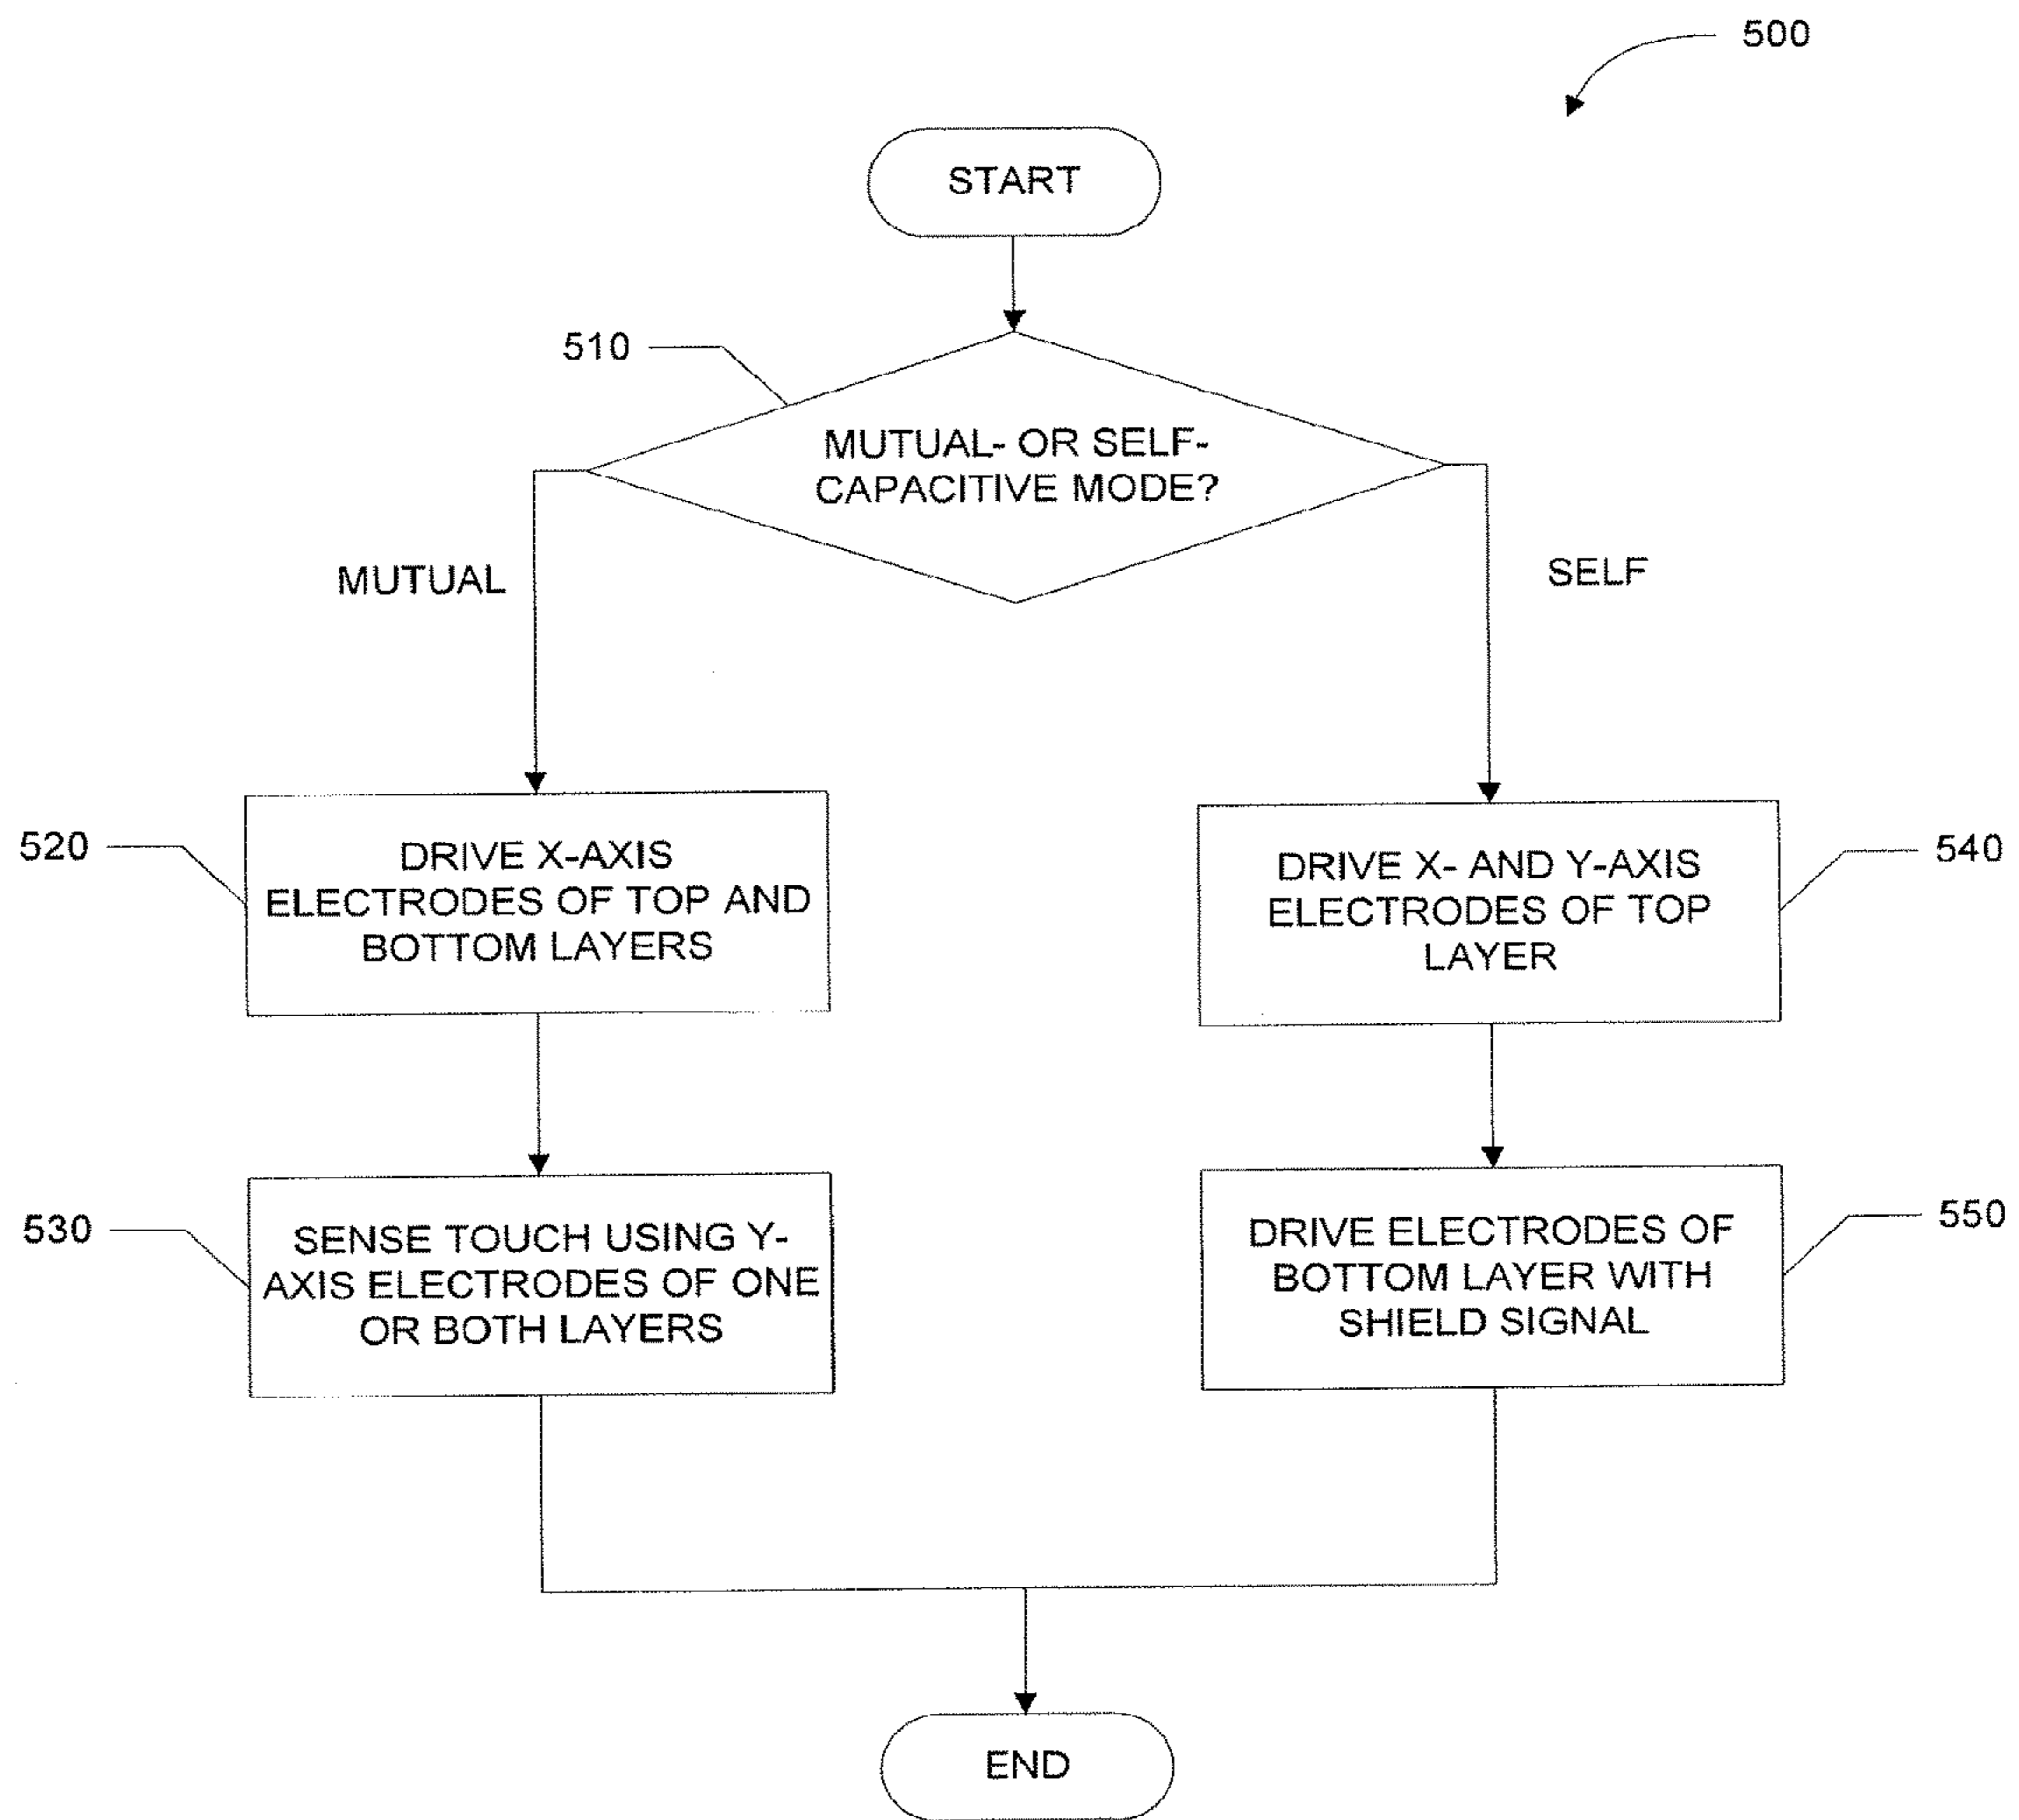 500
START
510
MUTUAL- OR SELF-
CAPACITIVE MODE?
MUTUAL
SELF
520
DRIVE X-AXIS
ELECTRODES OF TOP AND
BOTTOM LAYERS
DRIVE X- AND Y-AXIS
ELECTRODES OF TOP
LAYER
540
530
SENSE TOUCH USING Y-
AXIS ELECTRODES OF ONE
OR BOTH LAYERS
DRIVE ELECTRODES OF
BOTTOM LAYER WITH
SHIELD SIGNAL
550
END